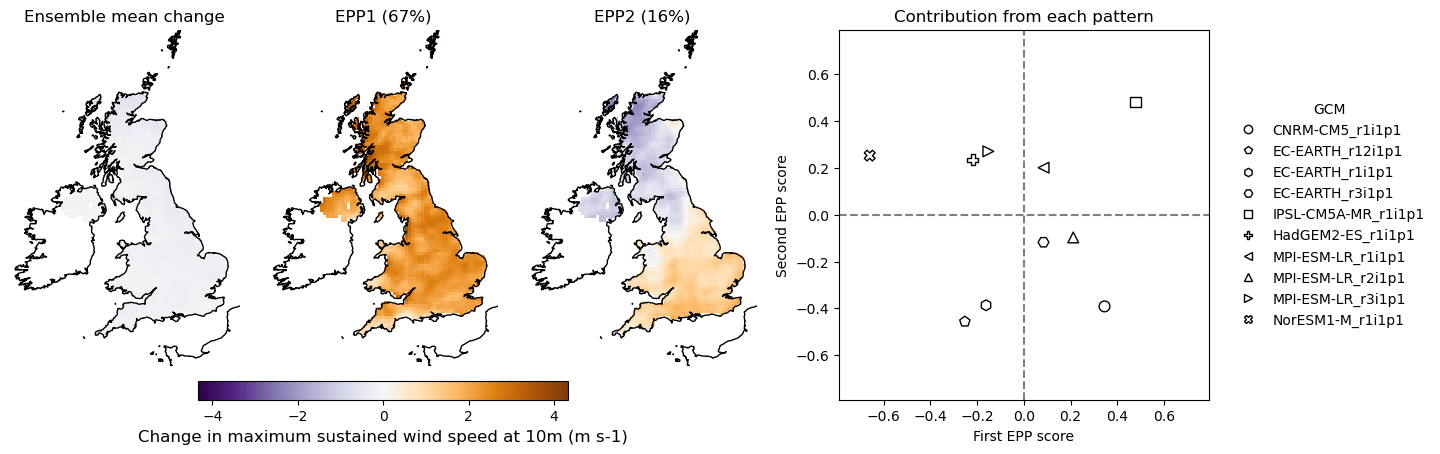 Ensemble mean change
EPP1 (67%)
EPP2 (16%)
Contribution from each pattern
−4 −2 0 2 4
Change in maximum sustained wind speed at 10m (m s-1)
Second EPP score
0.6
0.4
0.2
0.0
−0.2
−0.4
−0.6
−0.6 −0.4 −0.2 0.0 0.2 0.4 0.6
First EPP score
GCM
CNRM-CM5_r1i1p1
EC-EARTH_r12i1p1
EC-EARTH_r1i1p1
EC-EARTH_r3i1p1
IPSL-CM5A-MR_r1i1p1
HadGEM2-ES_r1i1p1
MPI-ESM-LR_r1i1p1
MPI-ESM-LR_r2i1p1
MPI-ESM-LR_r3i1p1
NorESM1-M_r1i1p1